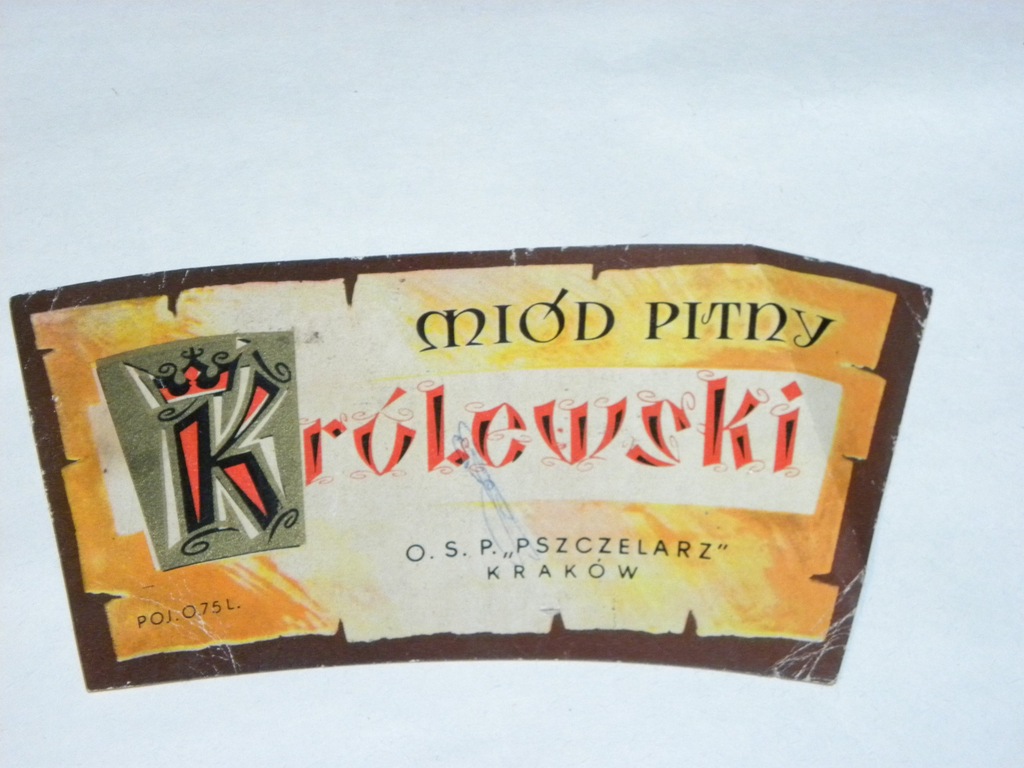 MIÓD PITNY
Królewski
O. S. P. „PSZCZELARZ"
KRAKÓW
POJ. 0.75 L.